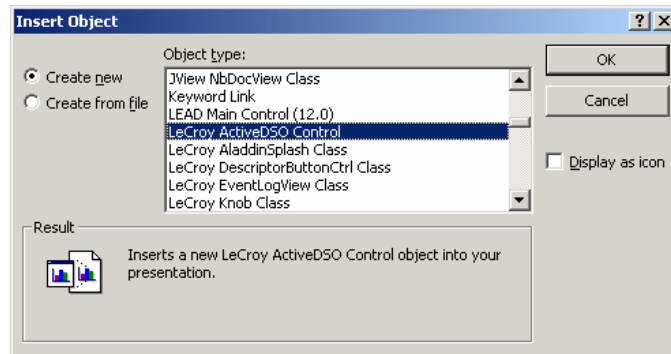 Insert Object
Object type:
OK
Create new
JView NbDocView Class
Keyword Link
Create from file
LEAD Main Control (12.0)
Cancel
LeCroy ActiveDSO Control
LeCroy AladdinSplash Class
LeCroy DescriptorButtonCtrl Class
Display as icon
LeCroy EventLogView Class
LeCroy Knob Class
Result
Inserts a new LeCroy ActiveDSO Control object into your
presentation.